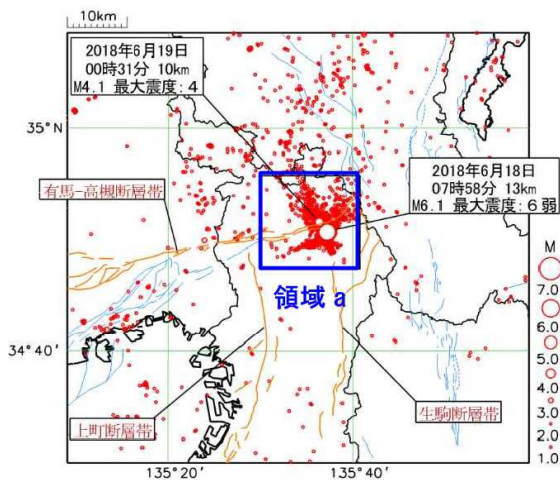 10km
2018年6月19日
00時31分 10km
M4.1 最大震度:4
35°N
2018年6月18日
07時58分 13km
M6.1 最大震度:6弱
有馬-高槻断層帯
領域 a
M
7.0
6.0
5.0
4.0
3.0
2.0
1.0
34°40′
上町断層帯
生駒断層帯
135°20′
135°40′